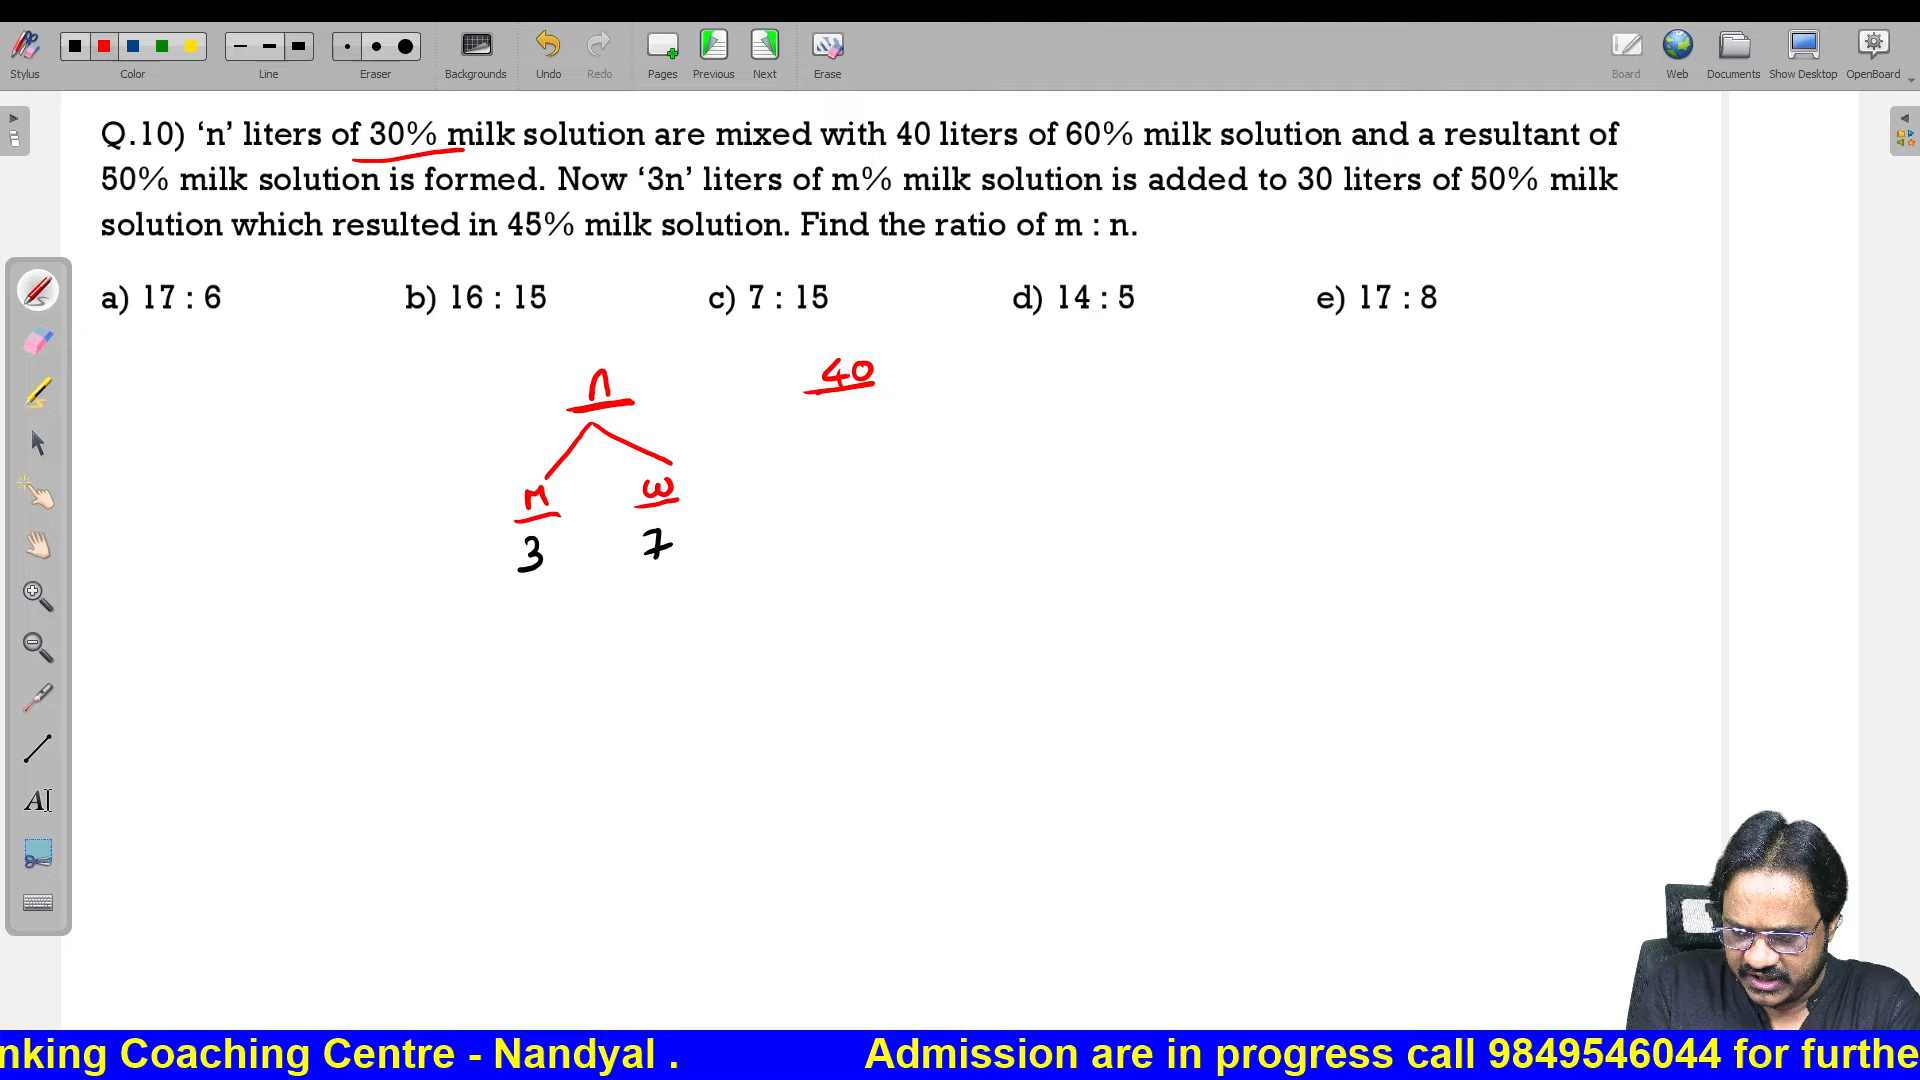 Stylus
Color
Line
Eraser
Backgrounds
Undo
Redo
Pages
Previous
Next
Erase
Board
Web
Documents
Show Desktop
OpenBoard
Q.10) ‘n’ liters of 30% milk solution are mixed with 40 liters of 60% milk solution and a resultant of
50% milk solution is formed. Now ‘3n’ liters of m% milk solution is added to 30 liters of 50% milk
solution which resulted in 45% milk solution. Find the ratio of m : n.
a) 17 : 6
b) 16 : 15
c) 7 : 15
d) 14 : 5
e) 17 : 8
n
40
M
w
3
7
nking Coaching Centre - Nandyal .
Admission are in progress call 9849546044 for furthe